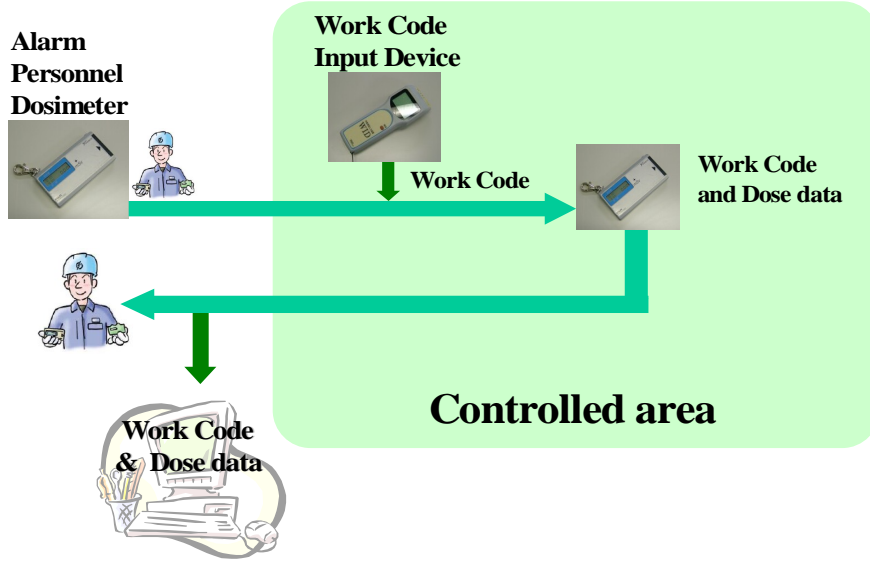 Alarm
Personnel
Dosimeter
Work Code
Input Device
WID
Work Code
Work Code
and Dose data
Controlled area
Work Code
& Dose data